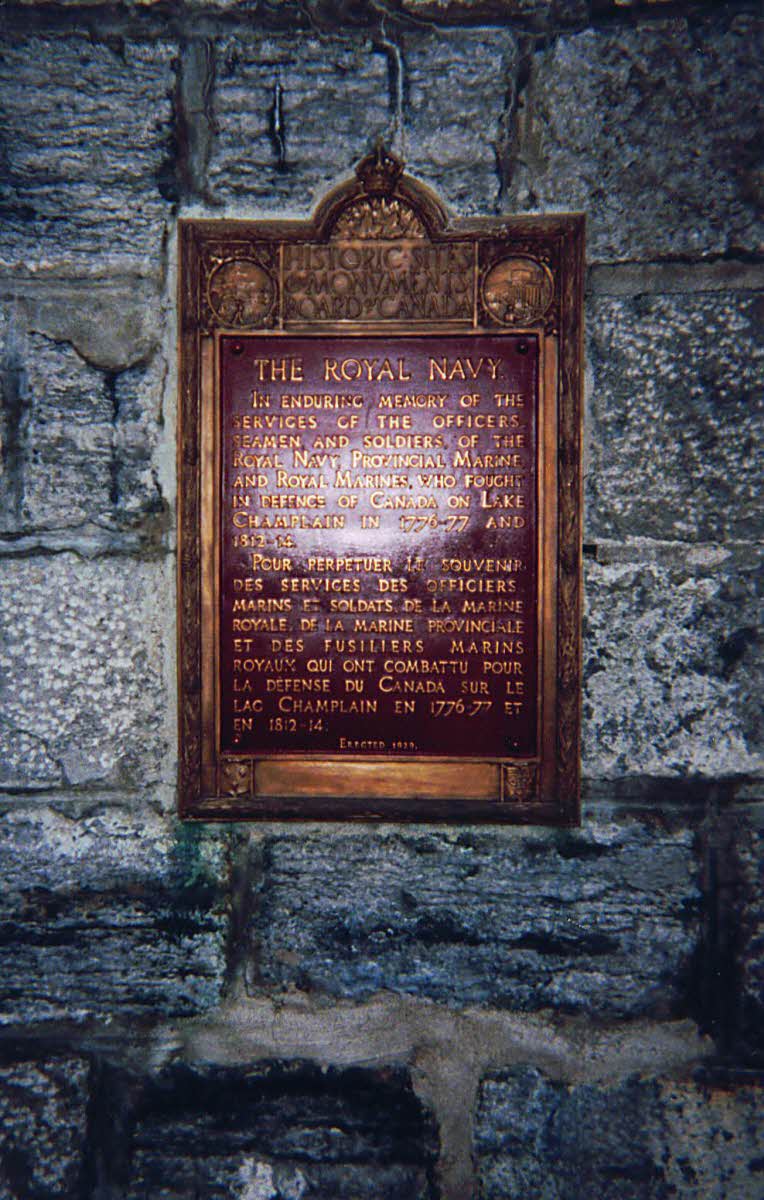 HISTORIC SITES
& MONVMENTS
BOARD OF CANADA
THE ROYAL NAVY.
IN ENDURING MEMORY OF THE
SERVICES OF THE OFFICERS,
SEAMEN AND SOLDIERS, OF THE
ROYAL NAVY, PROVINCIAL MARINE
AND ROYAL MARINES, WHO FOUGHT
IN DEFENCE OF CANADA ON LAKE
CHAMPLAIN IN 1776-77 AND
1812-14.
POUR PERPETUER LE SOUVENIR
DES SERVICES DES OFFICIERS,
MARINS ET SOLDATS, DE LA MARINE
ROYALE, DE LA MARINE PROVINCIALE
ET DES FUSILIERS MARINS
ROYAUX QUI ONT COMBATTU POUR
LA DÉFENSE DU CANADA SUR LE
LAC CHAMPLAIN EN 1776-77 ET
EN 1812-14.
ERECTED